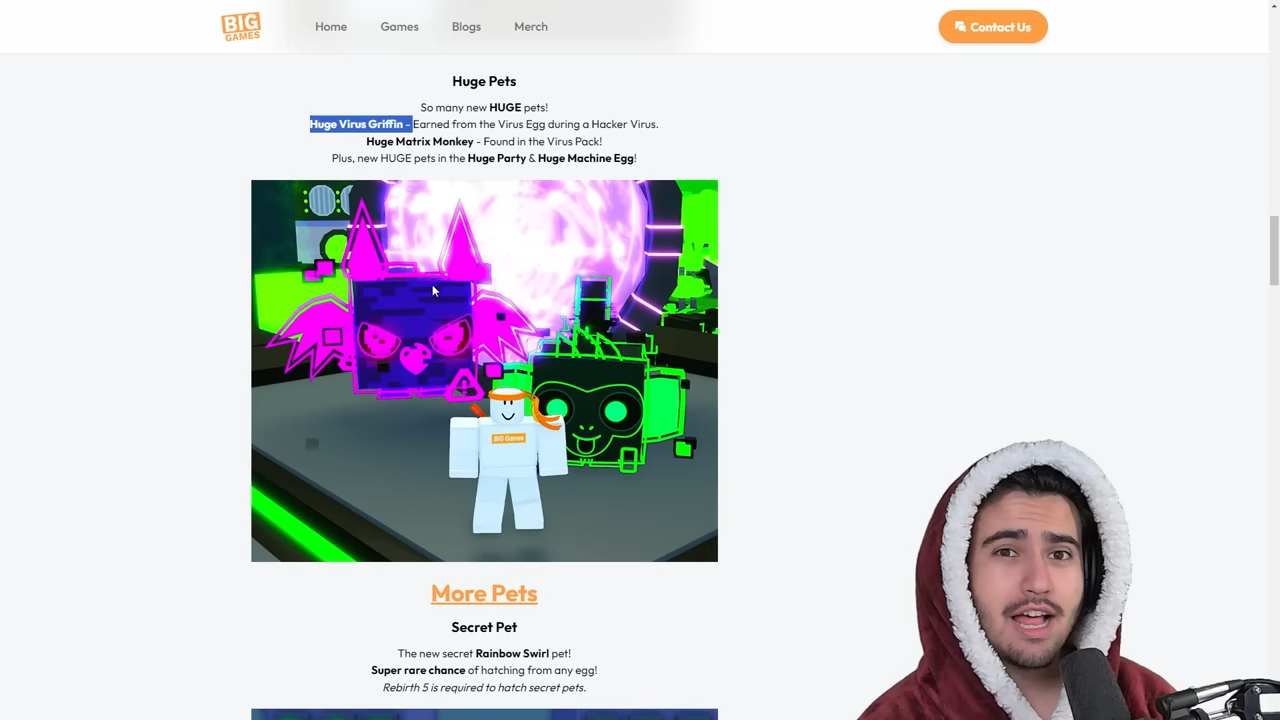 BIG
GAMES
Home
Games
Blogs
Merch
Contact Us
Huge Pets
So many new HUGE pets!
Huge Virus Griffin - Earned from the Virus Egg during a Hacker Virus.
Huge Matrix Monkey - Found in the Virus Pack!
Plus, new HUGE pets in the Huge Party & Huge Machine Egg!
BIG Games
More Pets
Secret Pet
The new secret Rainbow Swirl pet!
Super rare chance of hatching from any egg!
Rebirth 5 is required to hatch secret pets.